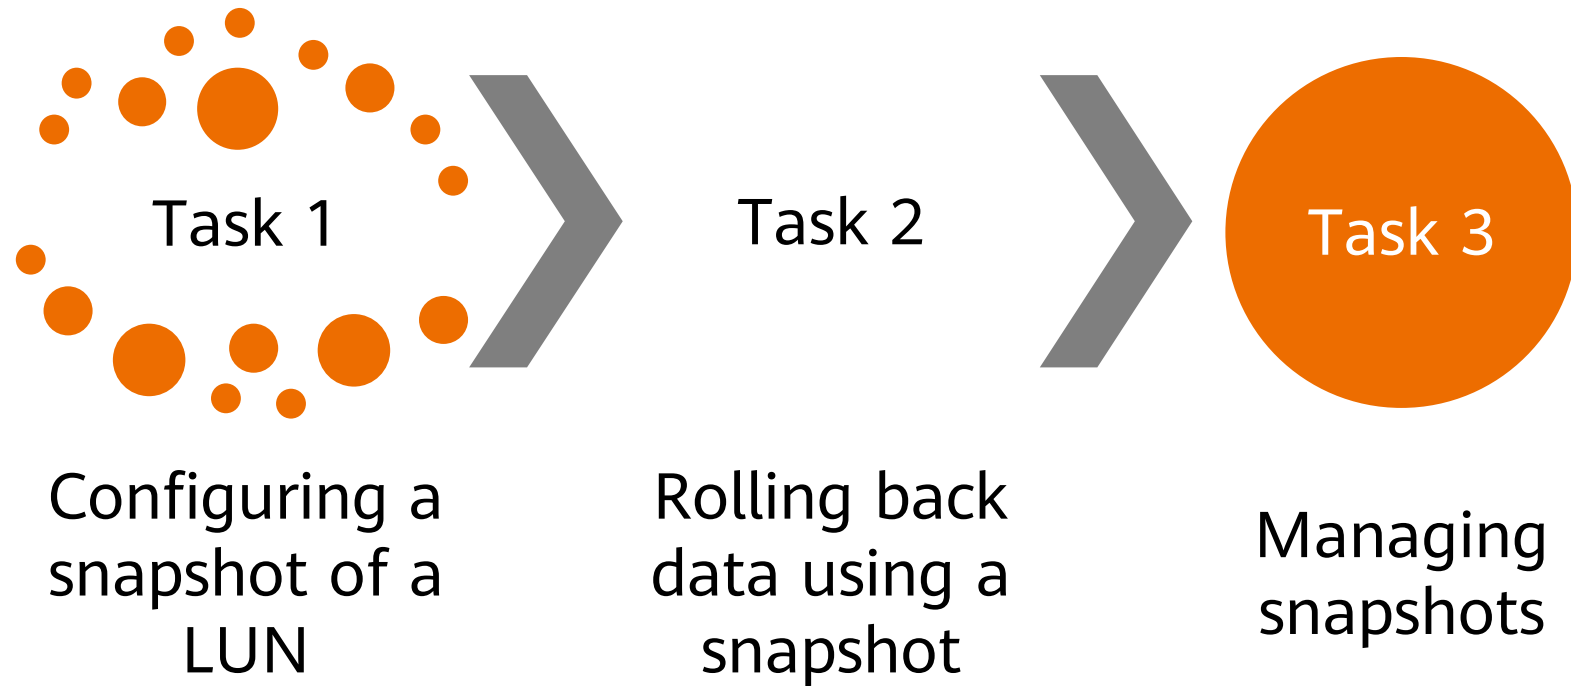 Task 1
Task 2
Task 3
Configuring a
snapshot of a
LUN
Rolling back
data using a
snapshot
Managing
snapshots